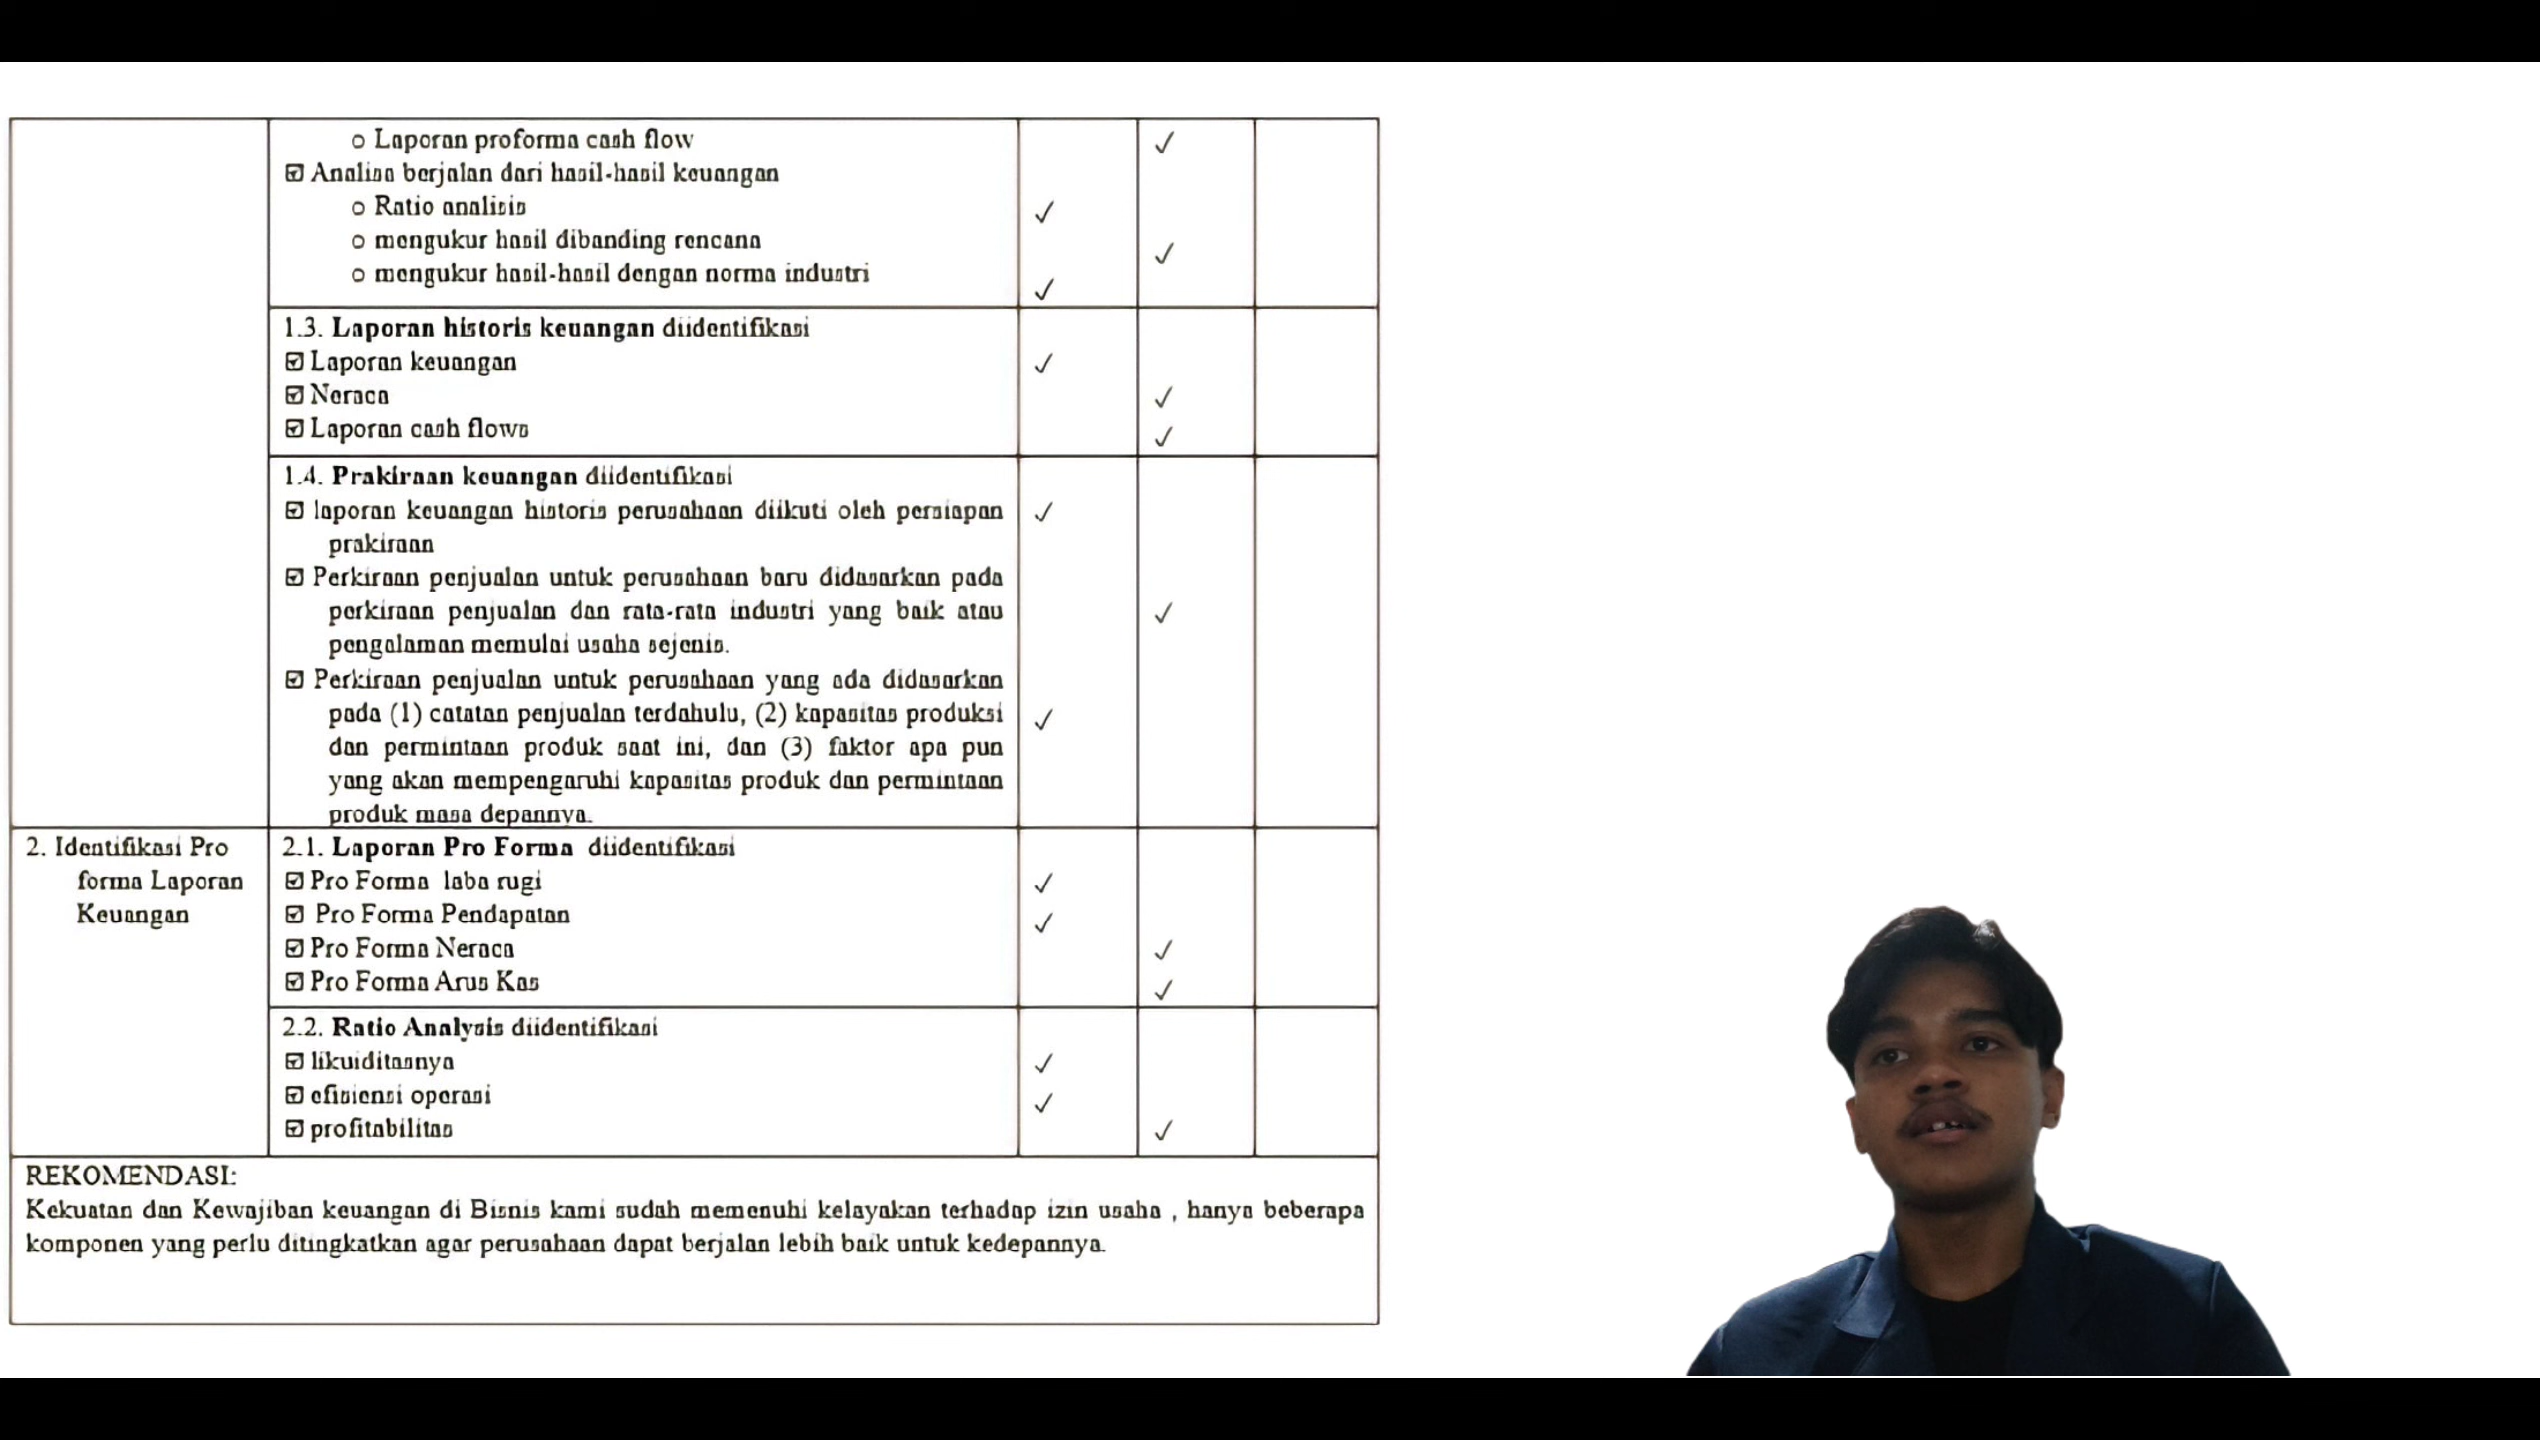 o Laporan proforma cash flow ✓
☑ Analisa berjalan dari hasil-hasil keuangan
o Ratio analisis ✓
o mengukur hasil dibanding rencana ✓
o mengukur hasil-hasil dengan norma industri ✓
1.3. Laporan historis keuangan diidentifikasi
☑ Laporan keuangan ✓
☑ Neraca ✓
☑ Laporan cash flows ✓
1.4. Prakiraan keuangan diidentifikasi
☑ laporan keuangan historis perusahaan diikuti oleh persiapan ✓
prakiraan
☑ Perkiraan penjualan untuk perusahaan baru didasarkan pada
perkiraan penjualan dan rata-rata industri yang baik atau ✓
pengalaman memulai usaha sejenis.
☑ Perkiraan penjualan untuk perusahaan yang ada didasarkan
pada (1) catatan penjualan terdahulu, (2) kapasitas produksi ✓
dan permintaan produk saat ini, dan (3) faktor apa pun
yang akan mempengaruhi kapasitas produk dan permintaan
produk masa depannya.
2. Identifikasi Pro
forma Laporan
Keuangan
2.1. Laporan Pro Forma diidentifikasi
☑ Pro Forma laba rugi ✓
☑ Pro Forma Pendapatan ✓
☑ Pro Forma Neraca ✓
☑ Pro Forma Arus Kas ✓
2.2. Ratio Analysis diidentifikasi
☑ likuiditasnya ✓
☑ efisiensi operasi ✓
☑ profitabilitas ✓
REKOMENDASI:
Kekuatan dan Kewajiban keuangan di Bisnis kami sudah memenuhi kelayakan terhadap izin usaha , hanya beberapa
komponen yang perlu ditingkatkan agar perusahaan dapat berjalan lebih baik untuk kedepannya.